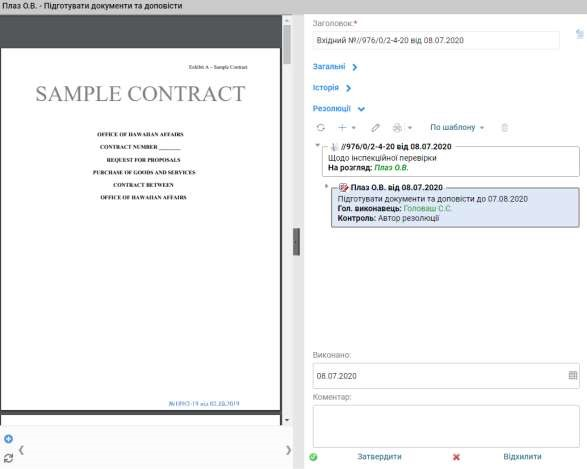 Плаз О.В. - Підготувати документи та доповісти
Exhibit A – Sample Contract
SAMPLE CONTRACT
OFFICE OF HAWAIIAN AFFAIRS
CONTRACT NUMBER _______
REQUEST FOR PROPOSALS
PURCHASE OF GOODS AND SERVICES
CONTRACT BETWEEN
OFFICE OF HAWAIIAN AFFAIRS
Заголовок:*
Вхідний №//976/0/2-4-20 від 08.07.2020
Загальні
Історія
Резолюції
По шаблону
//976/0/2-4-20 від 08.07.2020
Щодо інспекційної перевірки
На розгляд: Плаз О.В.
Плаз О.В. від 08.07.2020
Підготувати документи та доповісти до 07.08.2020
Гол. виконавець: Головаш С.С.
Контроль: Автор резолюції
Виконано:
08.07.2020
Коментар:
Затвердити
Відхилити